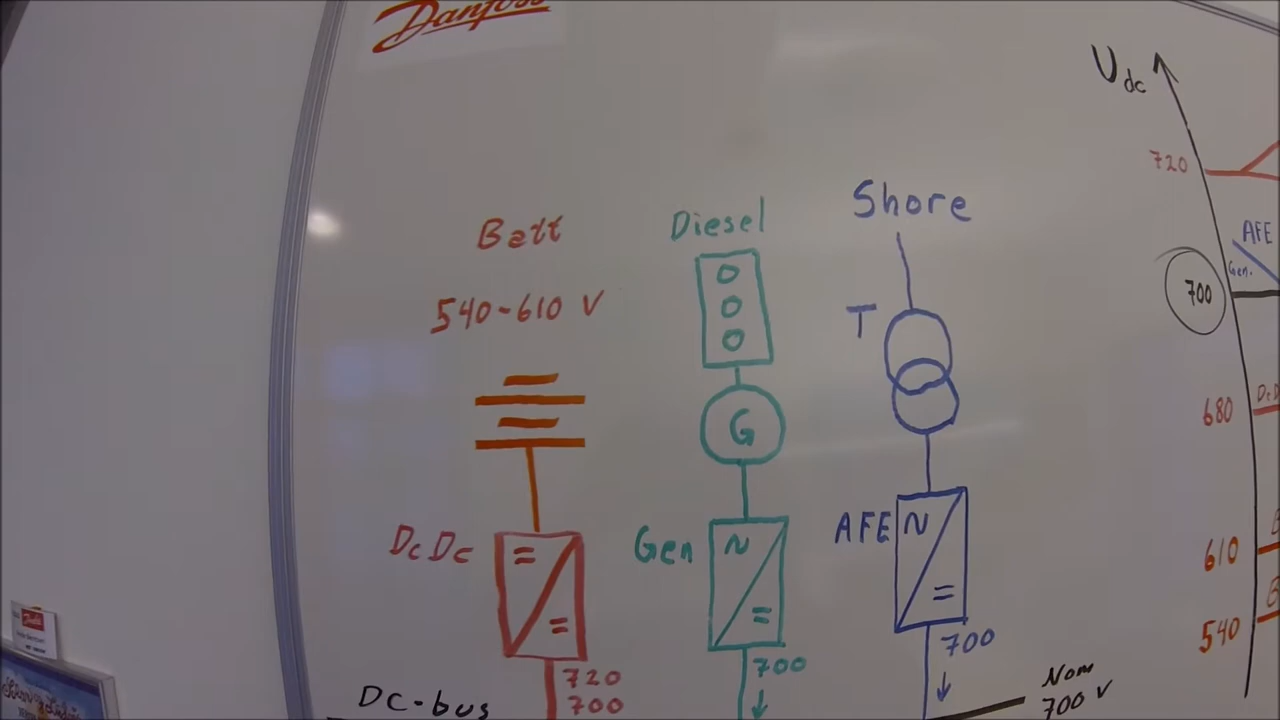 Danfoss
Batt
540-610 V
DcDc
720
700
DC-bus
Diesel
G
Gen
N
=
700
Shore
T
AFE
N
=
700
Nom
700 V
Udc
720
AFE
Gen.
700
680
610
540